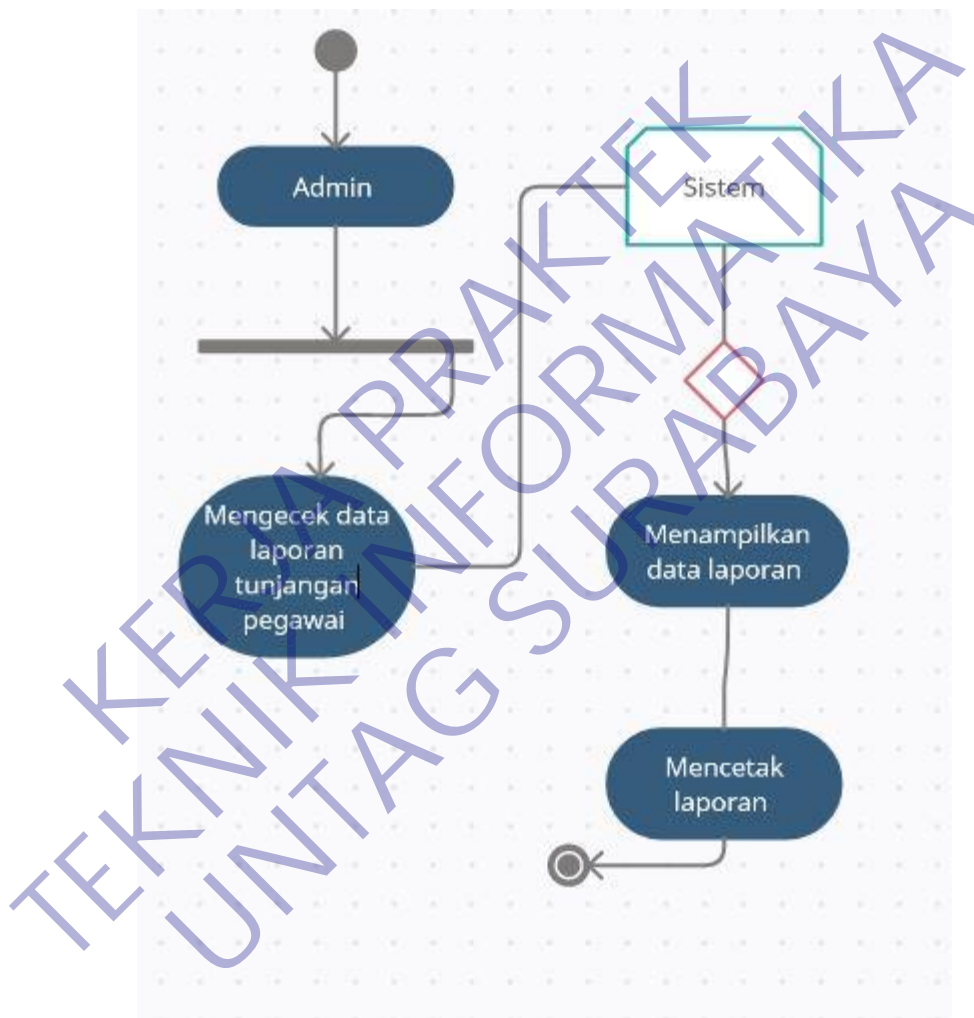 Admin
Sistem
Mengecek data
laporan
tunjangan
pegawai
Menampilkan
data laporan
Mencetak
laporan
KERJA PRAKTEK
TEKNIK INFORMATIKA
UNTAG SURABAYA